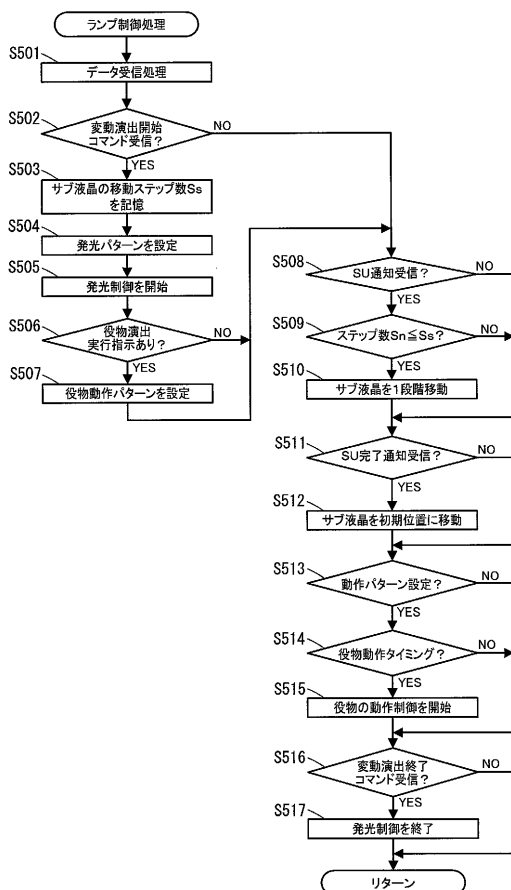 ランプ制御処理
S501
データ受信処理
S502
変動演出開始
コマンド受信?
NO
YES
S503
サブ液晶の移動ステップ数Ss
を記憶
S504
発光パターンを設定
S505
発光制御を開始
S506
役物演出
実行指示あり?
NO
YES
S507
役物動作パターンを設定
S508
SU通知受信?
NO
YES
S509
ステップ数Sn≦Ss?
NO
YES
S510
サブ液晶を1段階移動
S511
SU完了通知受信?
NO
YES
S512
サブ液晶を初期位置に移動
S513
動作パターン設定?
NO
YES
S514
役物動作タイミング?
NO
YES
S515
役物の動作制御を開始
S516
変動演出終了
コマンド受信?
NO
YES
S517
発光制御を終了
リターン